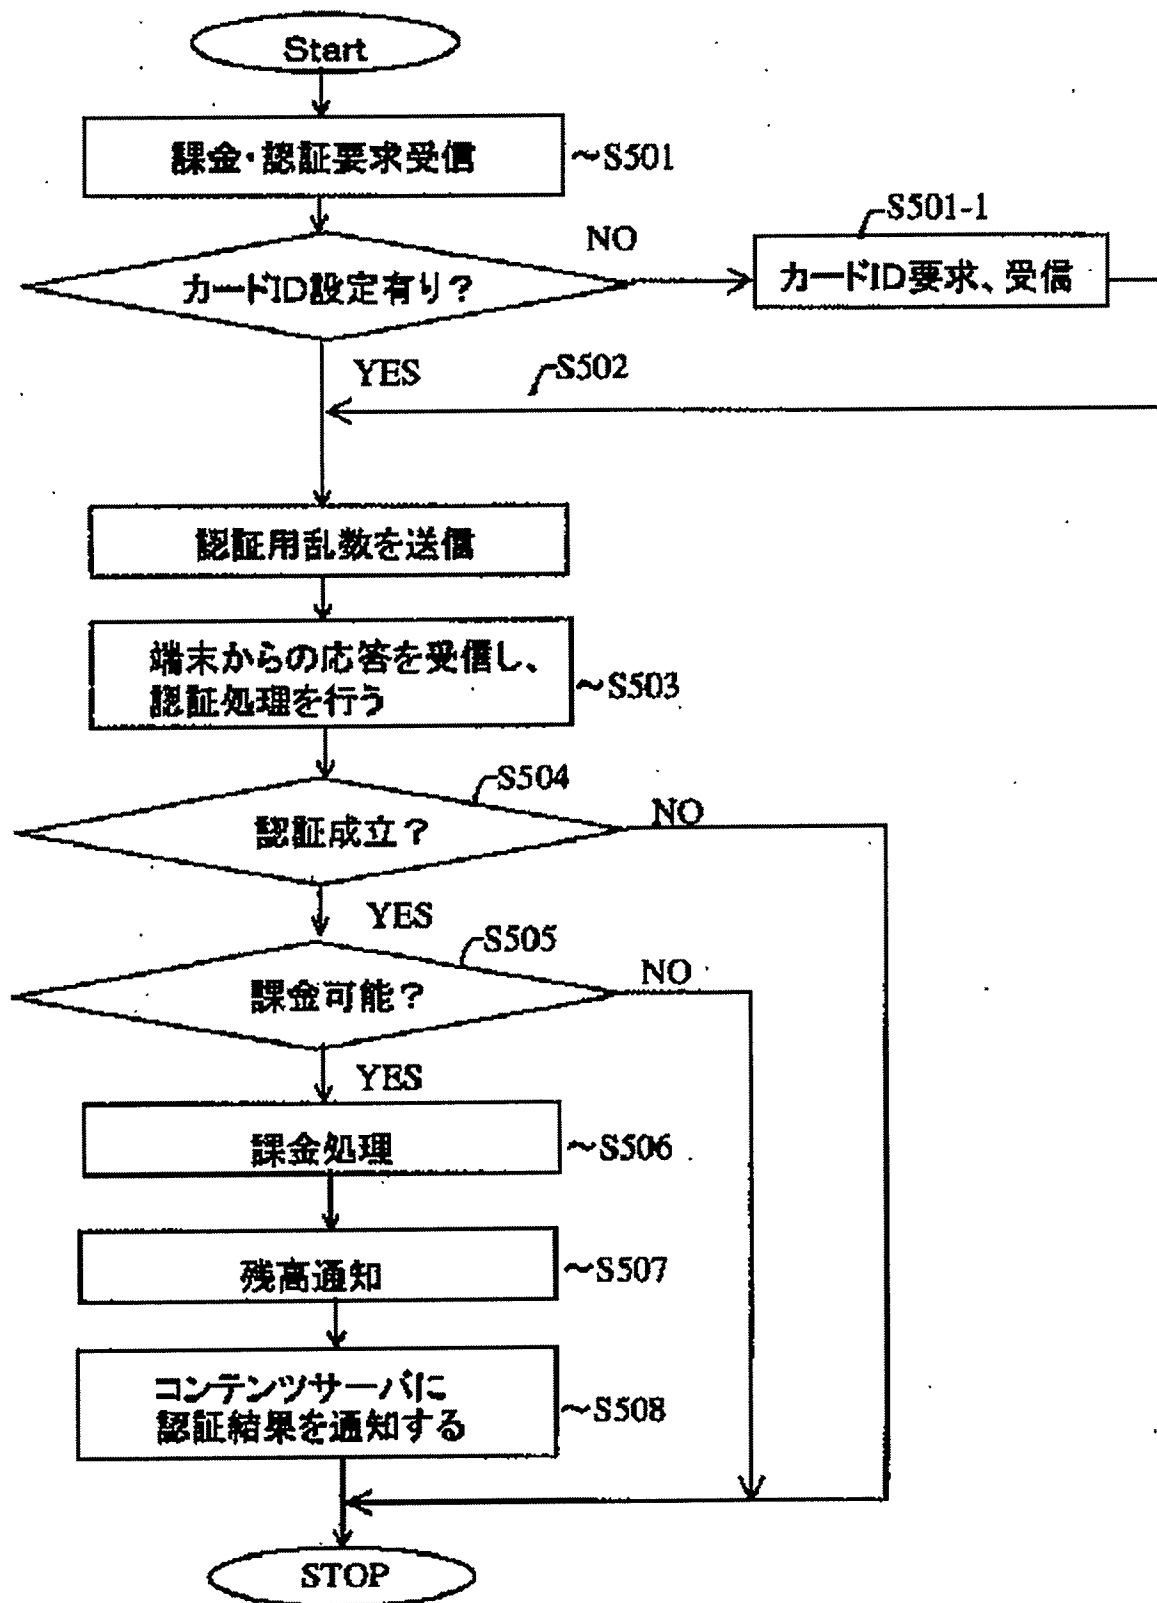 Start
課金・認証要求受信
～S501
カードID設定有り？
NO
S501-1
カードID要求、受信
YES
S502
認証用乱数を送信
端末からの応答を受信し、
認証処理を行う
～S503
S504
認証成立？
NO
YES
S505
課金可能？
NO
YES
課金処理
～S506
残高通知
～S507
コンテンツサーバに
認証結果を通知する
～S508
STOP